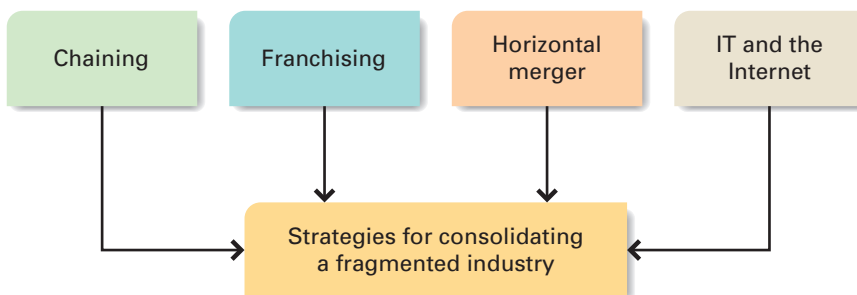 Chaining
Franchising
Horizontal
merger
IT and the
Internet
Strategies for consolidating
a fragmented industry